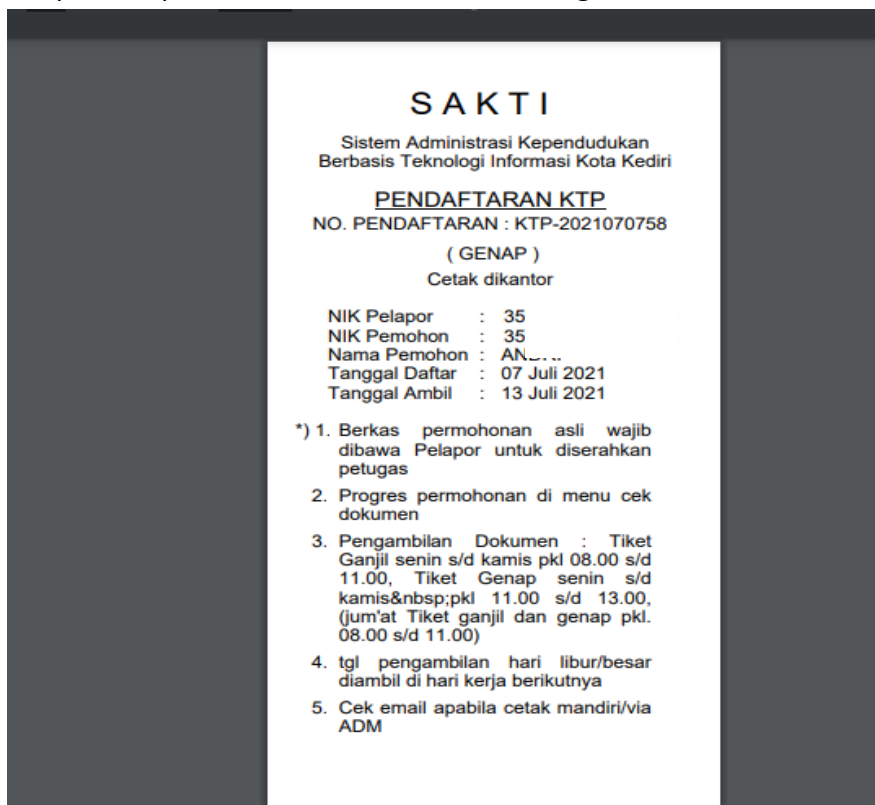 S A K T I
Sistem Administrasi Kependudukan
Berbasis Teknologi Informasi Kota Kediri
PENDAFTARAN KTP
NO. PENDAFTARAN : KTP-2021070758
( GENAP )
Cetak dikantor
NIK Pelapor : 35
NIK Pemohon : 35
Nama Pemohon :
Tanggal Daftar : 07 Juli 2021
Tanggal Ambil : 13 Juli 2021
*) 1. Berkas permohonan asli wajib
dibawa Pelapor untuk diserahkan
petugas
2. Progres permohonan di menu cek
dokumen
3. Pengambilan Dokumen : Tiket
Ganjil senin s/d kamis pkl 08.00 s/d
11.00, Tiket Genap senin s/d
kamis&nbsp;pkl 11.00 s/d 13.00,
(jum'at Tiket ganjil dan genap pkl.
08.00 s/d 11.00)
4. tgl pengambilan hari libur/besar
diambil di hari kerja berikutnya
5. Cek email apabila cetak mandiri/via
ADM